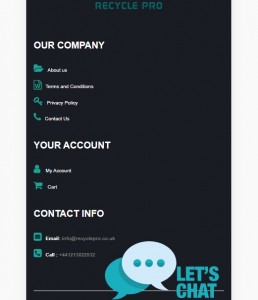 RECYCLE PRO
OUR COMPANY
About us
Terms and Conditions
Privacy Policy
Contact Us
YOUR ACCOUNT
My Account
Cart
CONTACT INFO
Email: info@recyclepro.co.uk
Call :
LET'S
CHAT